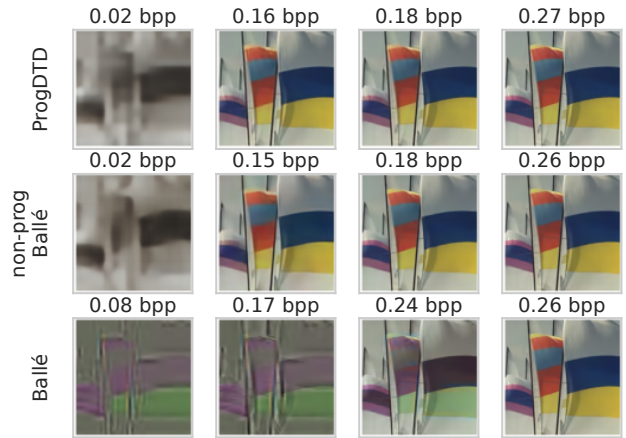 0.02 bpp 0.16 bpp 0.18 bpp 0.27 bpp
ProgDTD
0.02 bpp 0.15 bpp 0.18 bpp 0.26 bpp
non-prog
Ballé
0.08 bpp 0.17 bpp 0.24 bpp 0.26 bpp
Ballé